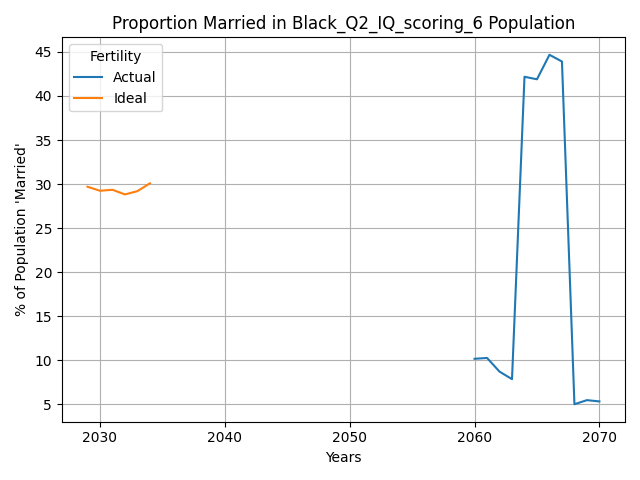 Proportion Married in Black_Q2_IQ_scoring_6 Population
Fertility
Actual
Ideal
% of Population 'Married'
45
40
35
30
25
20
15
10
5
2030
2040
2050
2060
2070
Years